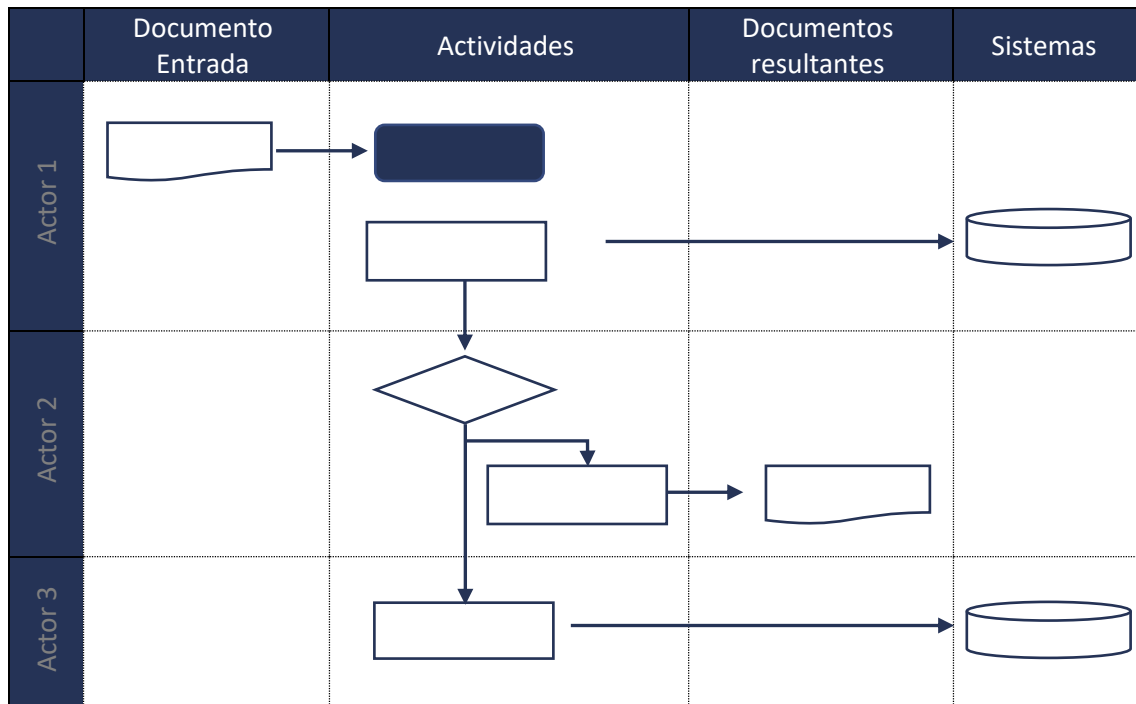 Documento
Entrada
Actividades
Documentos
resultantes
Sistemas
Actor 1
Actor 2
Actor 3